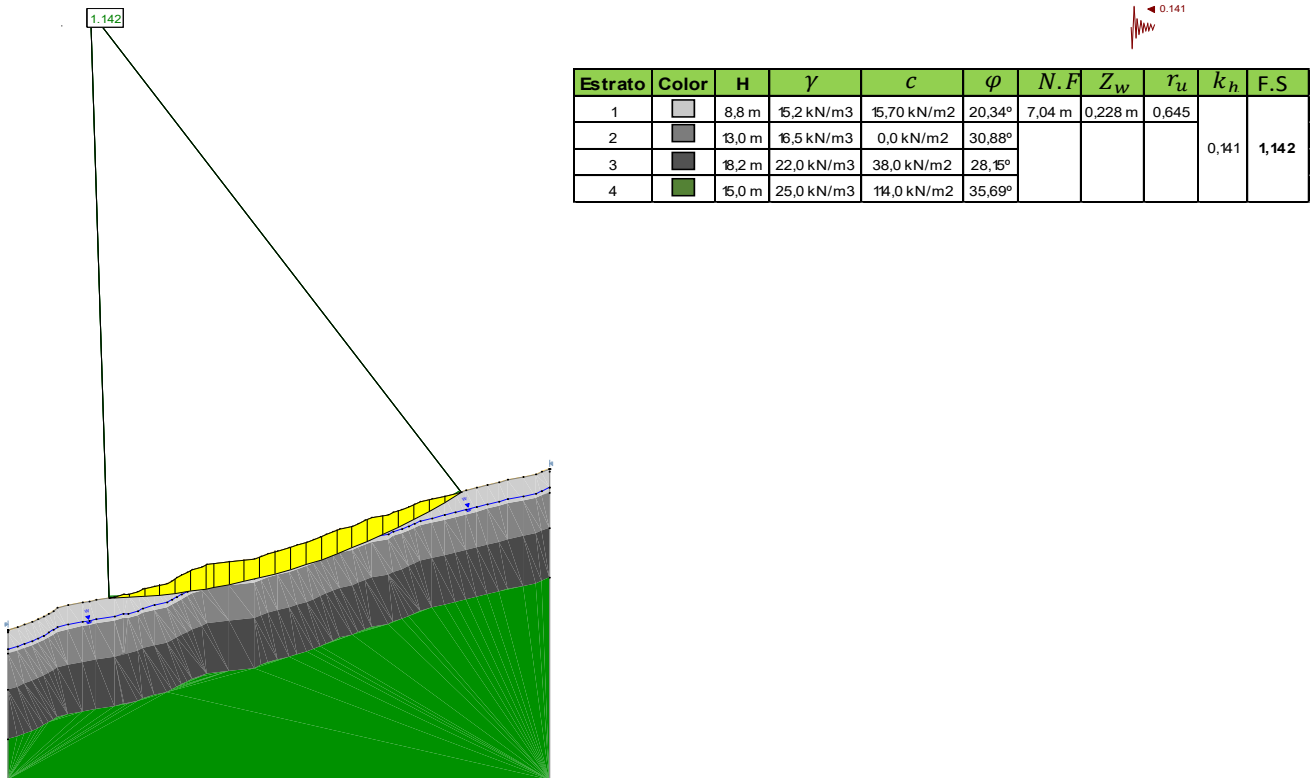 1.142
0.141
Estrato Color H γ c φ N.F Z_w r_u k_h F.S
1 8,8 m 15,2 kN/m3 15,70 kN/m2 20,34º 7,04 m 0,228 m 0,645
2 13,0 m 16,5 kN/m3 0,0 kN/m2 30,88º
0,141 1,142
3 18,2 m 22,0 kN/m3 38,0 kN/m2 28,15º
4 15,0 m 25,0 kN/m3 114,0 kN/m2 35,69º